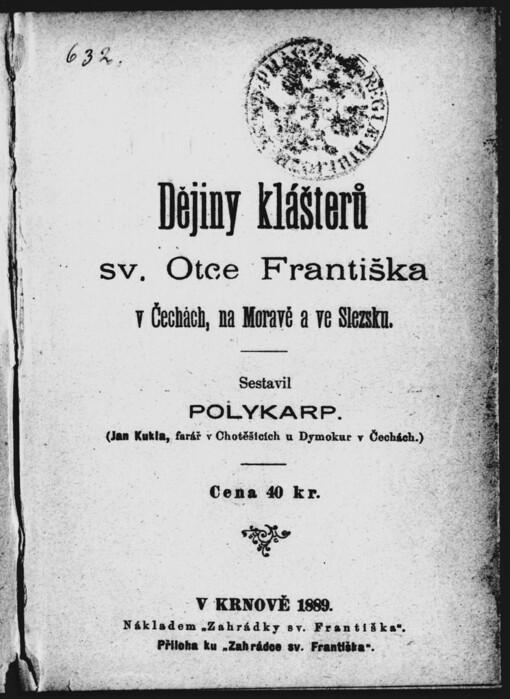 632.
REGIÆ
Dějiny klášterů
sv. Otce Františka
v Čechách, na Moravě a ve Slezsku.
Sestavil
POLYKARP.
(Jan Kukla, farář v Chotěšicích u Dymokur v Čechách.)
Cena 40 kr.
V KRNOVĚ 1889.
Nákladem „Zahrádky sv. Františka“.
Příloha ku „Zahrádce sv. Františka“.